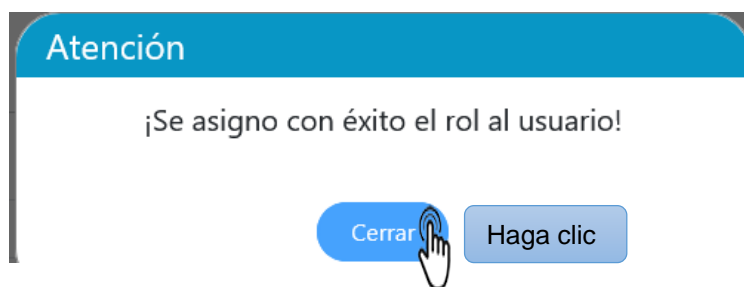 Atención
¡Se asigno con éxito el rol al usuario!
Cerrar
Haga clic